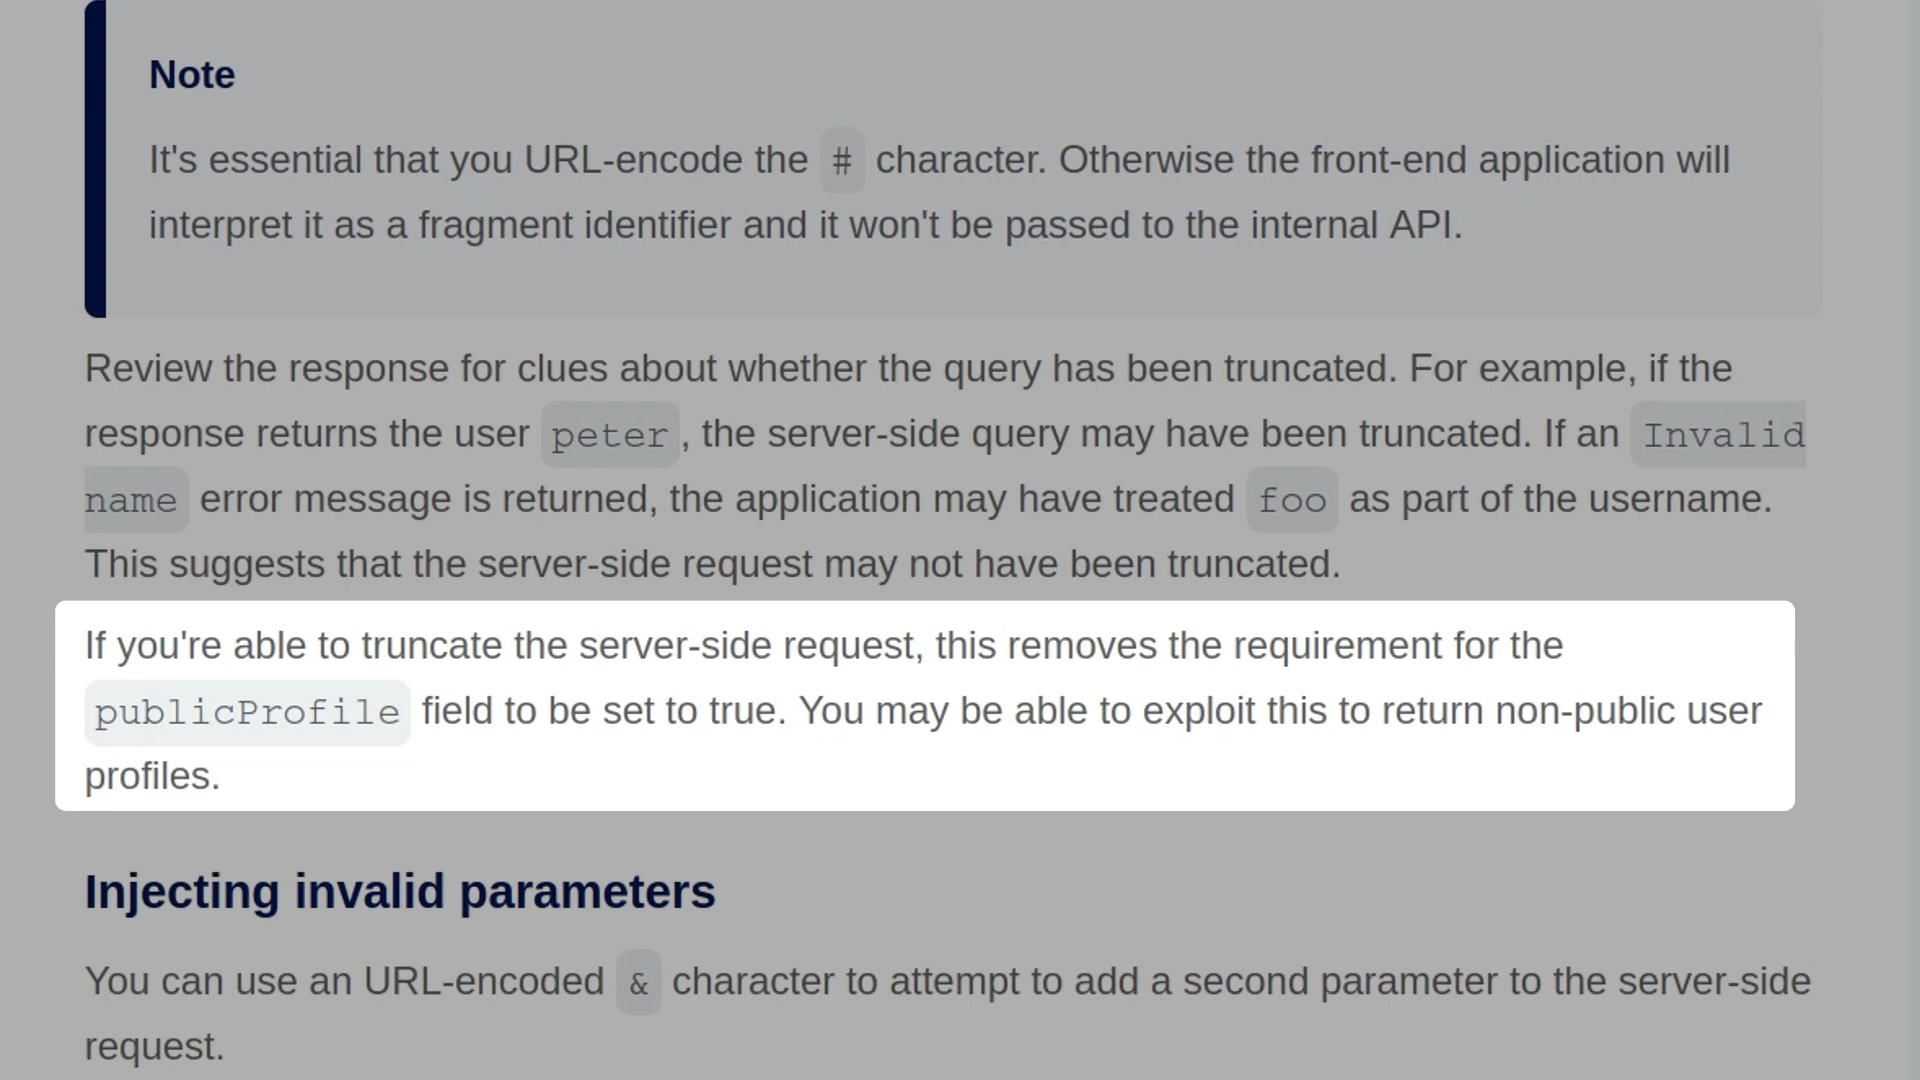 Note
It's essential that you URL-encode the # character. Otherwise the front-end application will
interpret it as a fragment identifier and it won't be passed to the internal API.
Review the response for clues about whether the query has been truncated. For example, if the
response returns the user peter, the server-side query may have been truncated. If an Invalid
name error message is returned, the application may have treated foo as part of the username.
This suggests that the server-side request may not have been truncated.
If you're able to truncate the server-side request, this removes the requirement for the
publicProfile field to be set to true. You may be able to exploit this to return non-public user
profiles.
Injecting invalid parameters
You can use an URL-encoded & character to attempt to add a second parameter to the server-side
request.